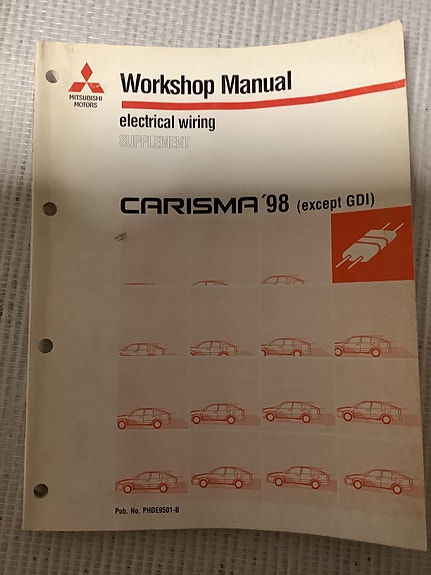 Workshop Manual
MITSUBISHI
MOTORS
electrical wiring
SUPPLEMENT
CARISMA '98 (except GDI)
Pub. No. PHDE9501-B